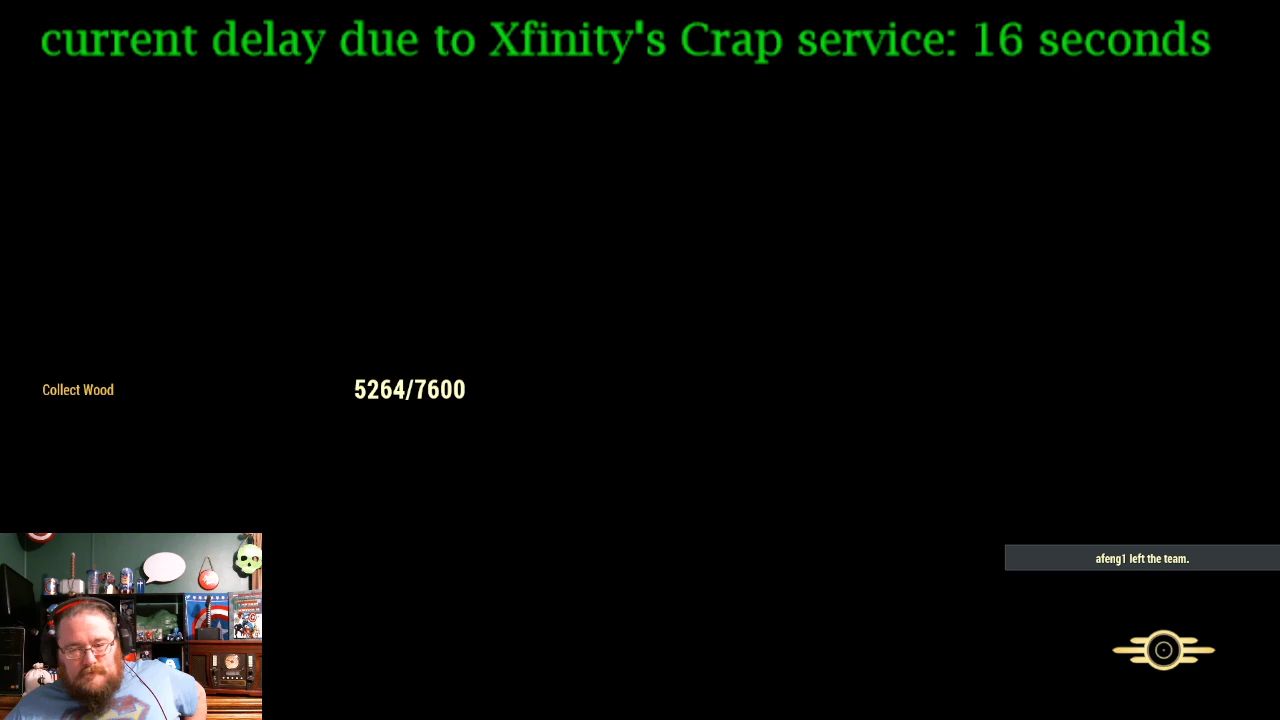 current delay due to Xfinity's Crap service: 16 seconds
Collect Wood 5264/7600
afeng1 left the team.